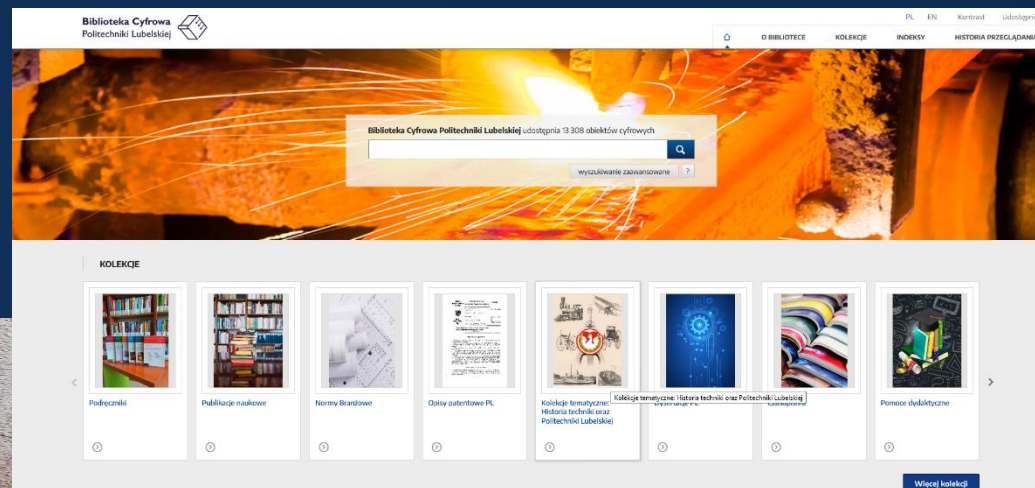 Biblioteka Cyfrowa
Politechniki Lubelskiej
PL EN Kontrast Udostępnij
O BIBLIOTECE KOLEKCJE INDEKSY HISTORIA PRZEGLĄDANIA
Biblioteka Cyfrowa Politechniki Lubelskiej udostępnia 13 308 obiektów cyfrowych
wyszukiwanie zaawansowane ?
KOLEKCJE
Podręczniki
Publikacje naukowe
Normy Branżowe
Opisy patentowe PL
Kolekcje tematyczne:
Historia techniki oraz
Politechniki Lubelskiej
Kolekcje tematyczne: Historia techniki oraz Politechniki Lubelskiej
Pomoce dydaktyczne
Więcej kolekcji